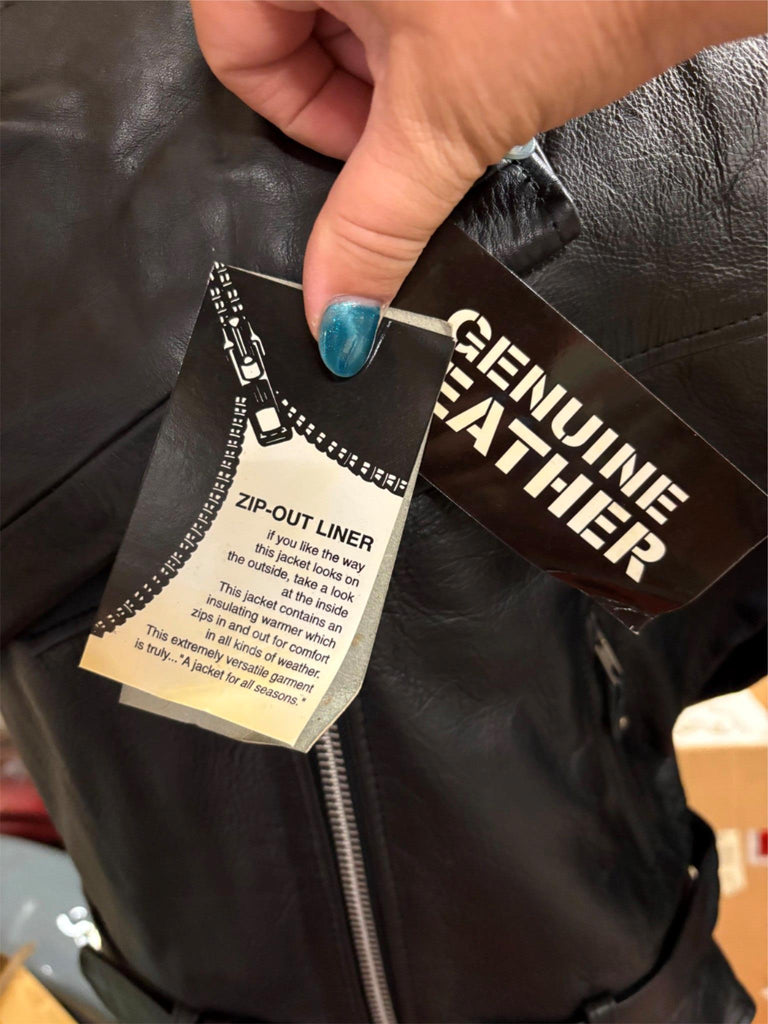 ZIP-OUT LINER
if you like the way
this jacket looks on
the outside, take a look
at the inside
This jacket contains an
insulating warmer which
zips in and out for comfort
in all kinds of weather.
This extremely versatile garment
is truly... "A jacket for all seasons."
GENUINE
EATHER